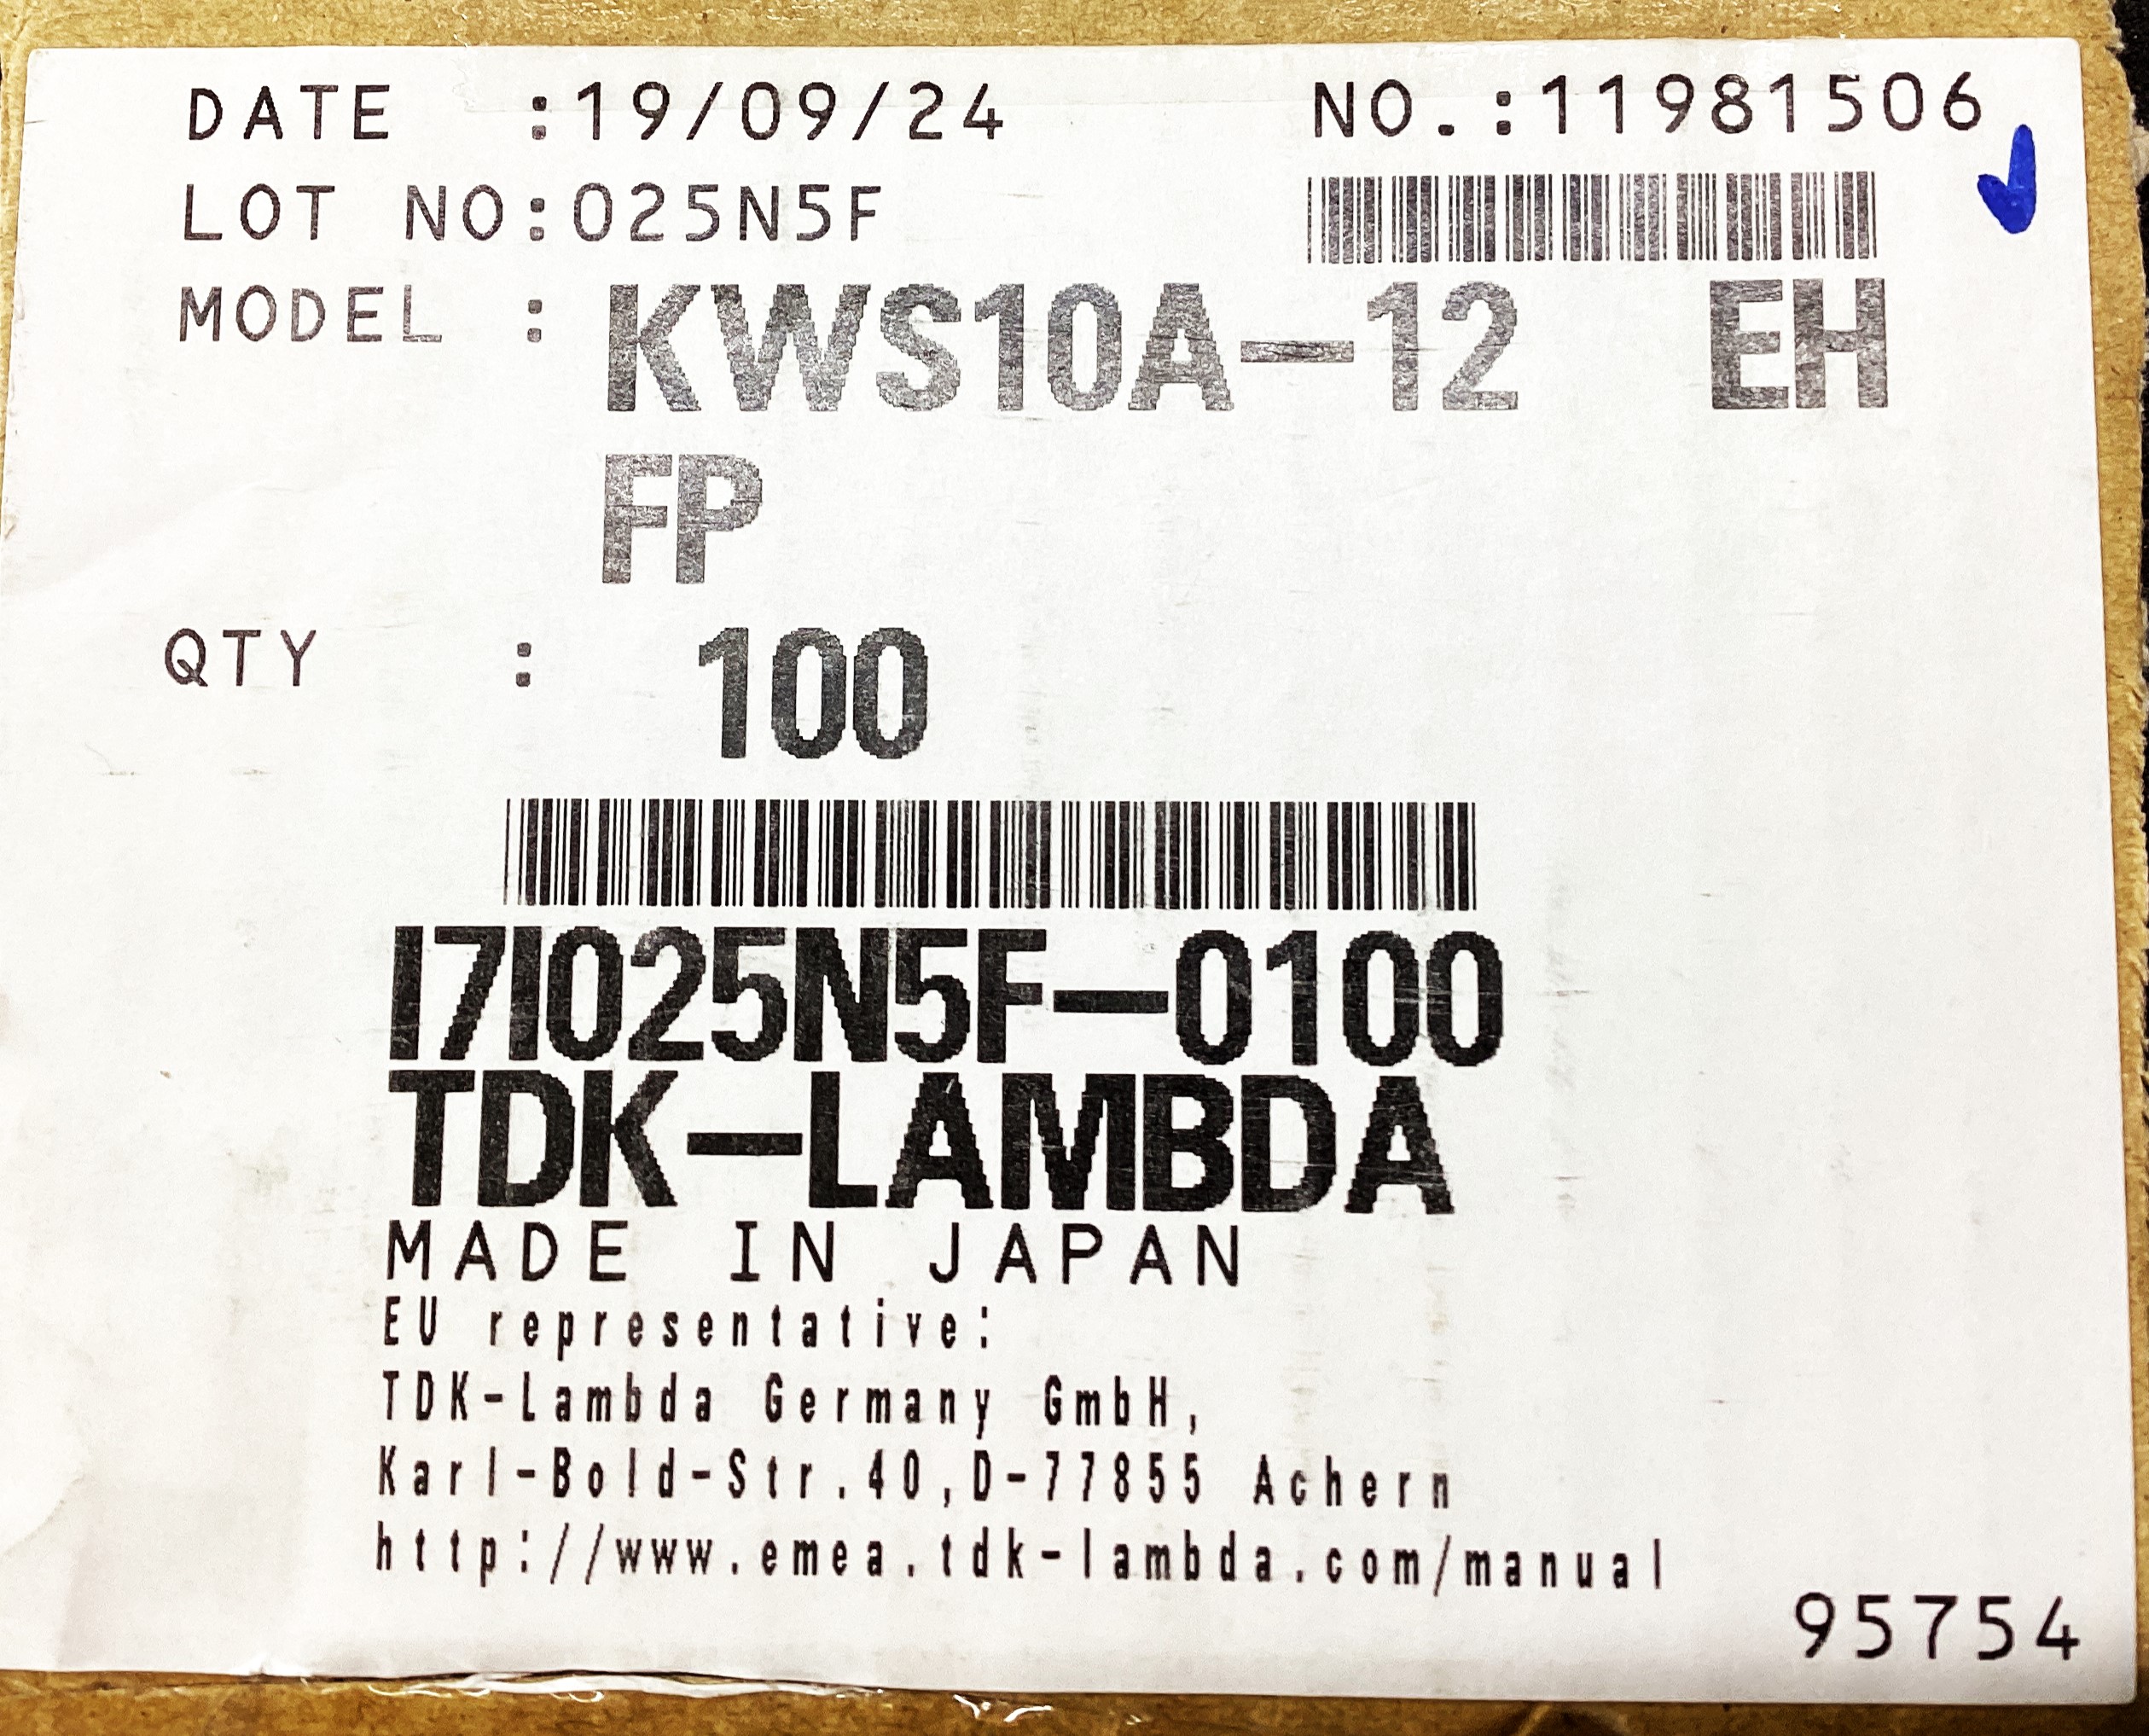 DATE :19/09/24 NO.:11981506
LOT NO:025N5F
MODEL : KWS10A-12 EH
FP
QTY : 100
I7I025N5F-0100
TDK-LAMBDA
MADE IN JAPAN
EU representative:
TDK-Lambda Germany GmbH,
Karl-Bold-Str.40,D-77855 Achern
http://www.emea.tdk-lambda.com/manual
95754